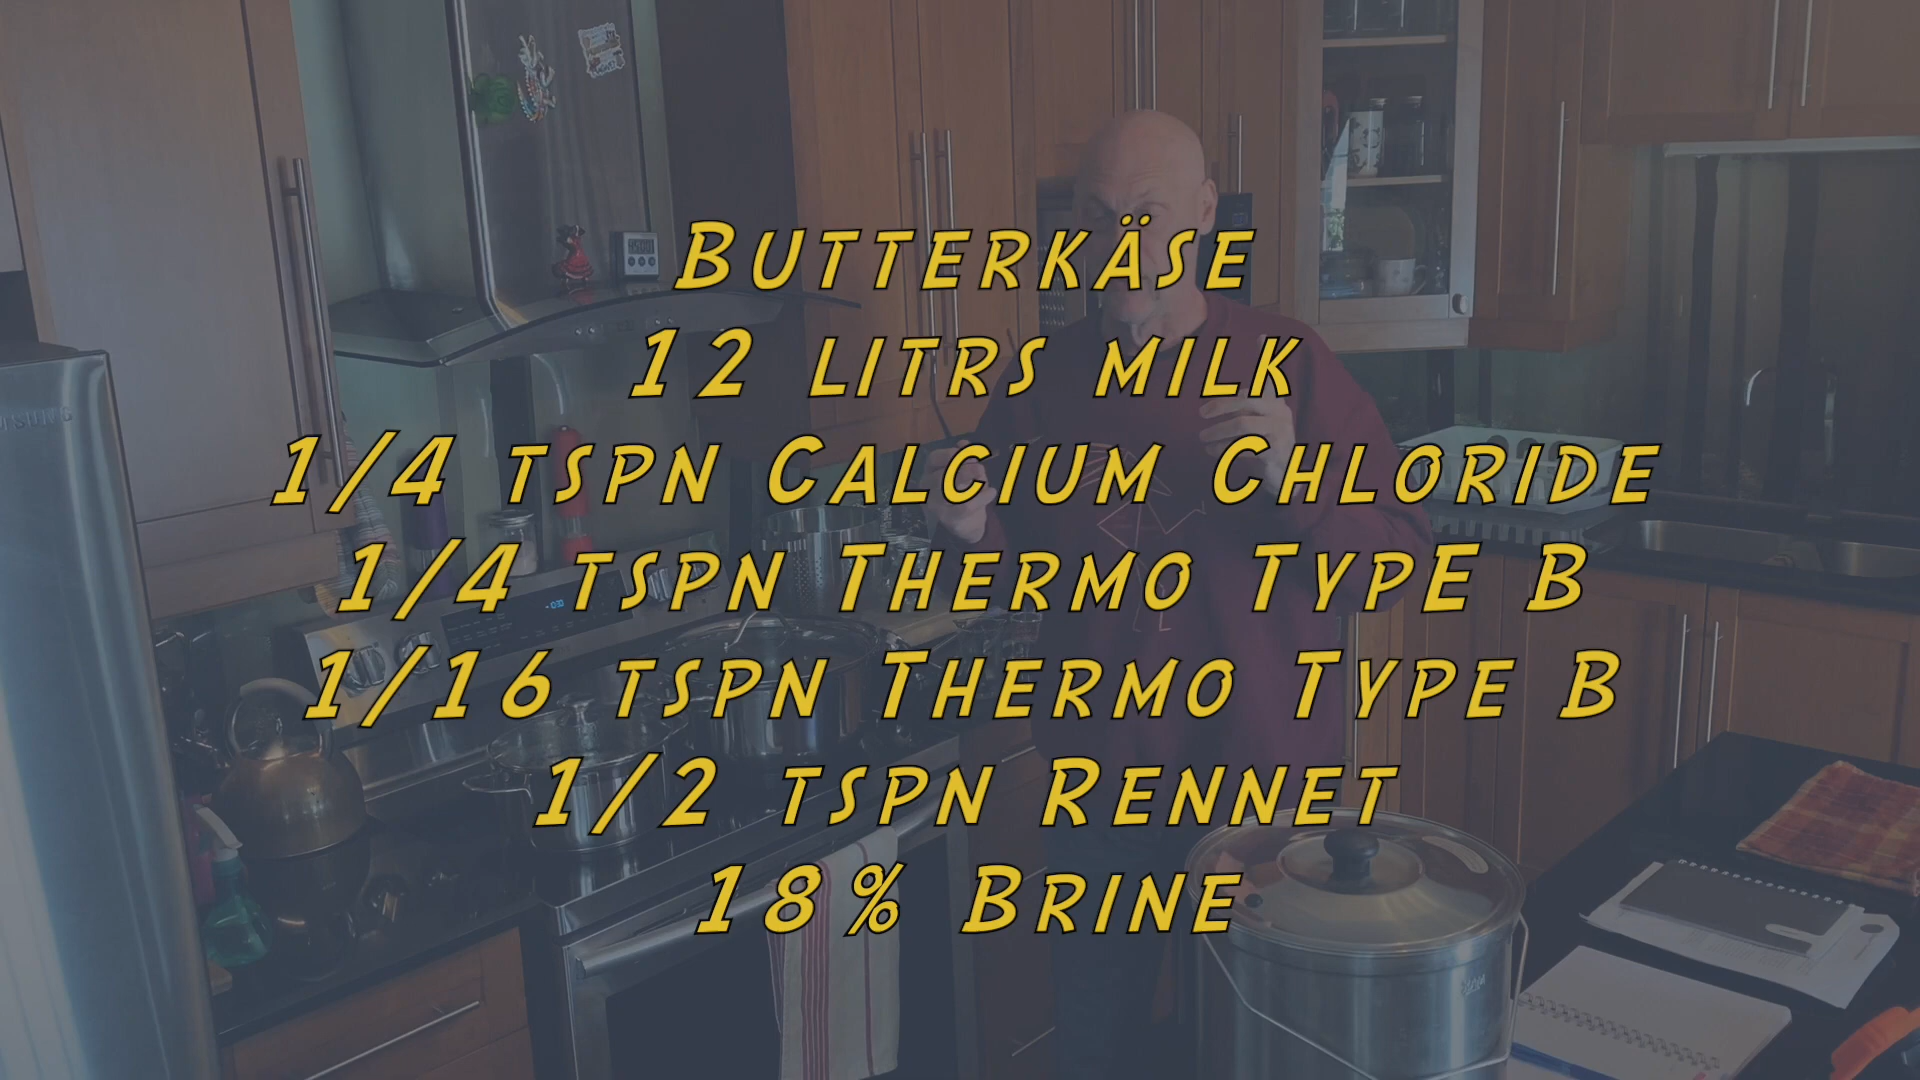 Butterkäse
12 litrs milk
1/4 tspn Calcium Chloride
1/4 tspn Thermo TypE B
1/16 tspn Thermo Type B
1/2 tspn Rennet
18% Brine